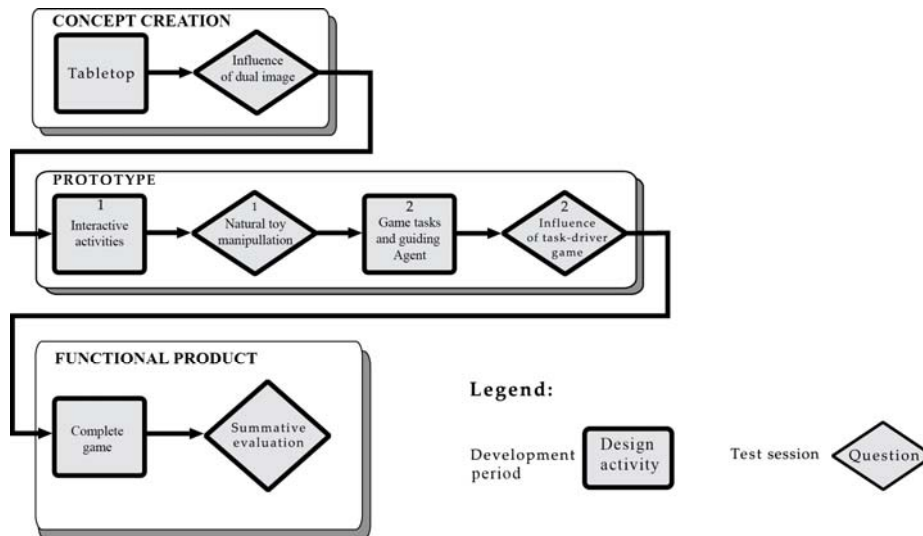 CONCEPT CREATION
Tabletop
Influence
of dual image
PROTOTYPE
1
Interactive
activities
1
Natural toy
manipullation
2
Game tasks
and guiding
Agent
2
Influence
of task-driver
game
FUNCTIONAL PRODUCT
Complete
game
Summative
evaluation
Legend:
Development
period
Design
activity
Test session
Question